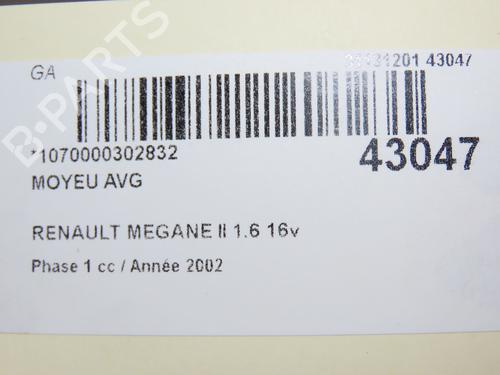 GA
43047
*1070000302832
43047
MOYEU AVG
RENAULT MEGANE II 1.6 16v
Phase 1 cc / Année 2002
B-PARTS